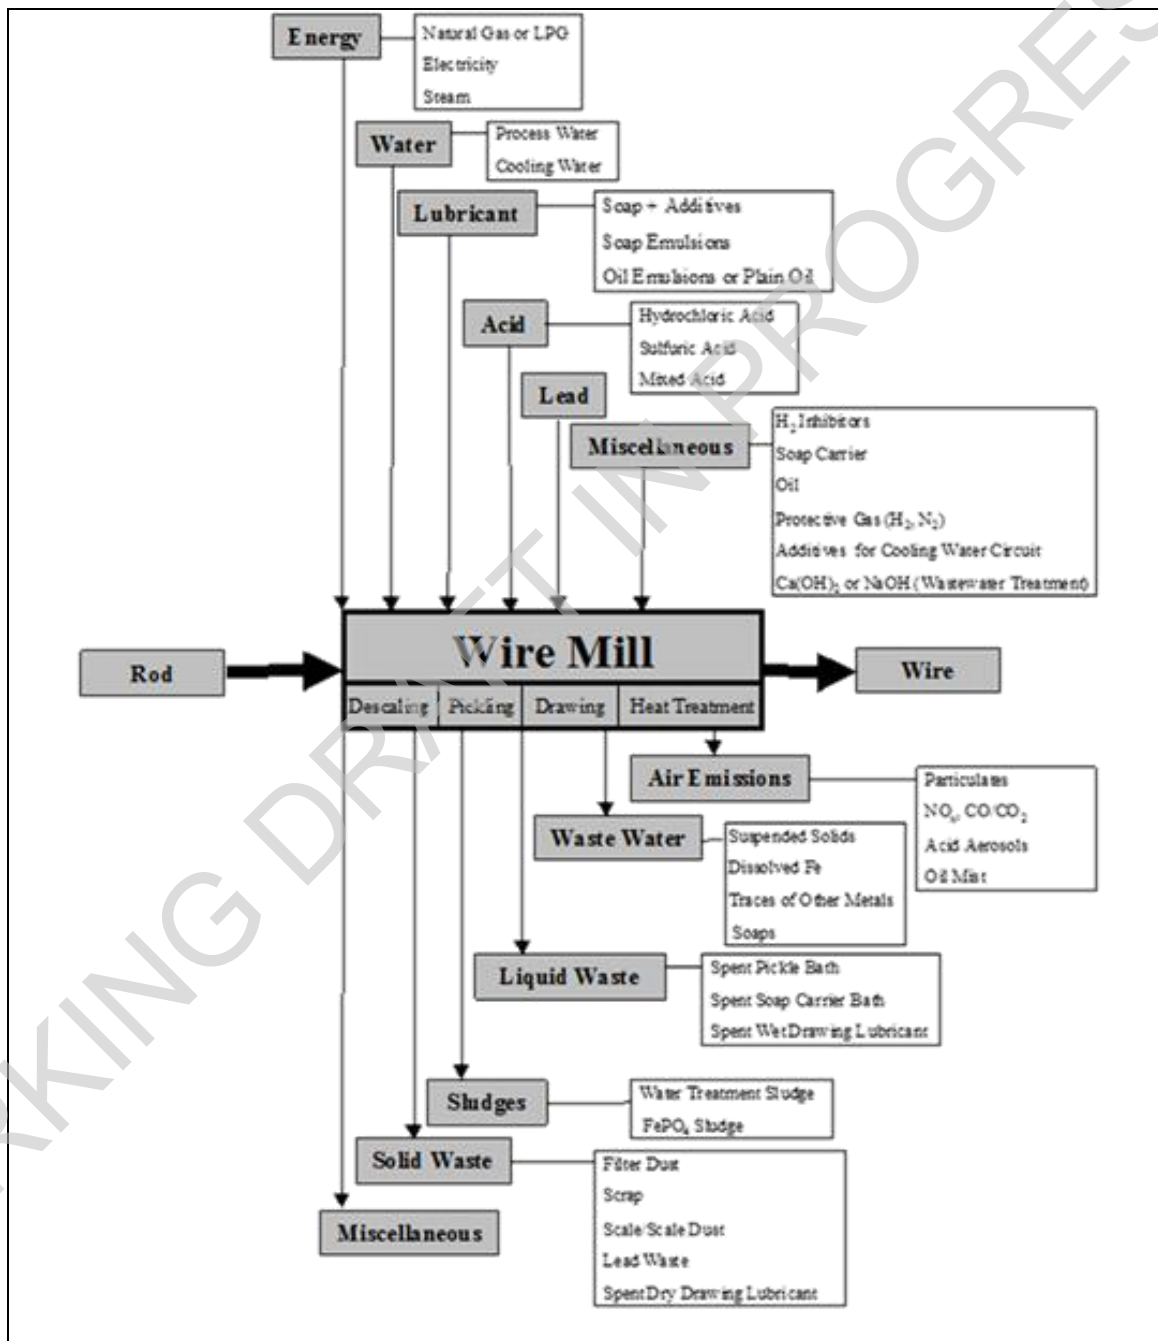 Energy
Natural Gas or LPG
Electricity
Steam
Water
Process Water
Cooling Water
Lubricant
Soap + Additives
Soap Emulsions
Oil Emulsions or Plain Oil
Acid
Hydrochloric Acid
Sulfuric Acid
Mixed Acid
Lead
Miscellaneous
H₂ Inhibitors
Soap Carrier
Oil
Protective Gas (H₂, N₂)
Additives for Cooling Water Circuit
Ca(OH)₂ or NaOH (Wastewater Treatment)
Rod
Wire Mill
Wire
Descaling
Pickling
Drawing
Heat Treatment
Air Emissions
Particulates
NOₓ, CO/CO₂
Acid Aerosols
Oil Mist
Waste Water
Suspended Solids
Dissolved Fe
Traces of Other Metals
Soaps
Liquid Waste
Spent Pickle Bath
Spent Soap Carrier Bath
Spent Wet Drawing Lubricant
Sludges
Water Treatment Sludge
FePO₄ Sludge
Solid Waste
Filter Dust
Scrap
Scale/Scale Dust
Lead Waste
Spent Dry Drawing Lubricant
Miscellaneous
RKING DRAFT IN PROGRES